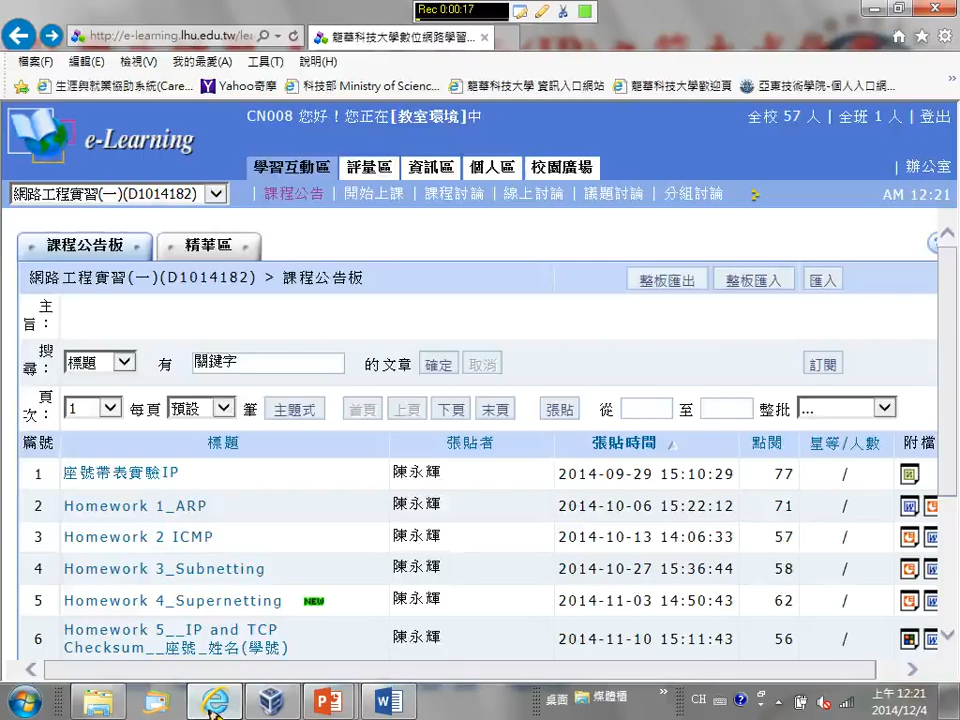 Rec 0:00:17
http://e-learning.lhu.edu.tw/lea
龍華科技大學數位網路學習...
檔案(F) 編輯(E) 檢視(V) 我的最愛(A) 工具(T) 說明(H)
生涯與就業協助系統(Care... Yahoo奇摩 科技部 Ministry of Scienc... 龍華科技大學 資訊入口網站 龍華科技大學歡迎頁 亞東技術學院-個人入口網...
e-Learning
CN008 您好！您正在[教室環境]中
全校 57 人 | 全班 1 人 | 登出
學習互動區 評量區 資訊區 個人區 校園廣場
| 辦公室
網路工程實習(一)(D1014182)
| 課程公告 | 開始上課 | 課程討論 | 線上討論 | 議題討論 | 分組討論
AM 12:21
課程公告板 精華區
網路工程實習(一)(D1014182) > 課程公告板
整板匯出 整板匯入 匯入
主旨：
搜尋： 標題 有 關鍵字 的文章 確定 取消 訂閱
頁次： 1 每頁 預設 筆 主題式 首頁 上頁 下頁 末頁 張貼 從 至 整批 ...
篇號 標題 張貼者 張貼時間 點閱 星等/人數 附檔
1 座號帶表實驗IP 陳永輝 2014-09-29 15:10:29 77 /
2 Homework 1_ARP 陳永輝 2014-10-06 15:22:12 71 /
3 Homework 2 ICMP 陳永輝 2014-10-13 14:06:33 57 /
4 Homework 3_Subnetting 陳永輝 2014-10-27 15:36:44 58 /
5 Homework 4_Supernetting NEW 陳永輝 2014-11-03 14:50:43 62 /
6 Homework 5__IP and TCP Checksum__座號_姓名(學號) 陳永輝 2014-11-10 15:11:43 56 /
桌面 媒體櫃 CH
上午 12:21
2014/12/4